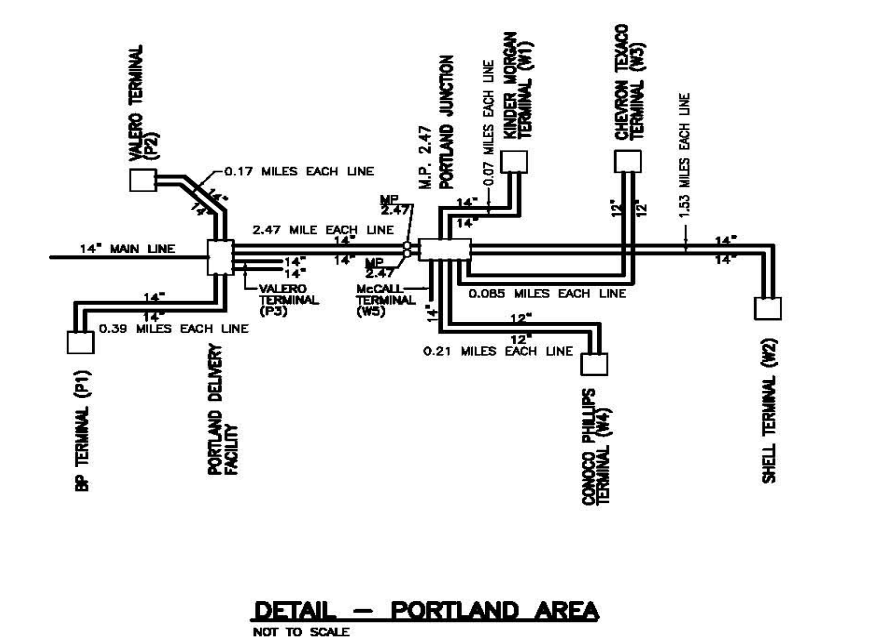 VALERO TERMINAL
(P2)
0.17 MILES EACH LINE
14"
14"
14" MAIN LINE
2.47 MILE EACH LINE
14"
14"
14"
14"
VALERO
TERMINAL
(P3)
14"
14"
0.39 MILES EACH LINE
BP TERMINAL (P1)
PORTLAND DELIVERY
FACILITY
MP
2.47
MP
2.47
M.P. 2.47
PORTLAND JUNCTION
14"
14"
0.07 MILES EACH LINE
KINDER MORGAN
TERMINAL (W1)
CHEVRON TEXACO
TERMINAL (W3)
12"
12"
1.53 MILES EACH LINE
14"
14"
McCALL
TERMINAL
(W5)
14"
0.085 MILES EACH LINE
12"
12"
0.21 MILES EACH LINE
CONOCO PHILLIPS
TERMINAL (W4)
SHELL TERMINAL (W2)
DETAIL - PORTLAND AREA
NOT TO SCALE